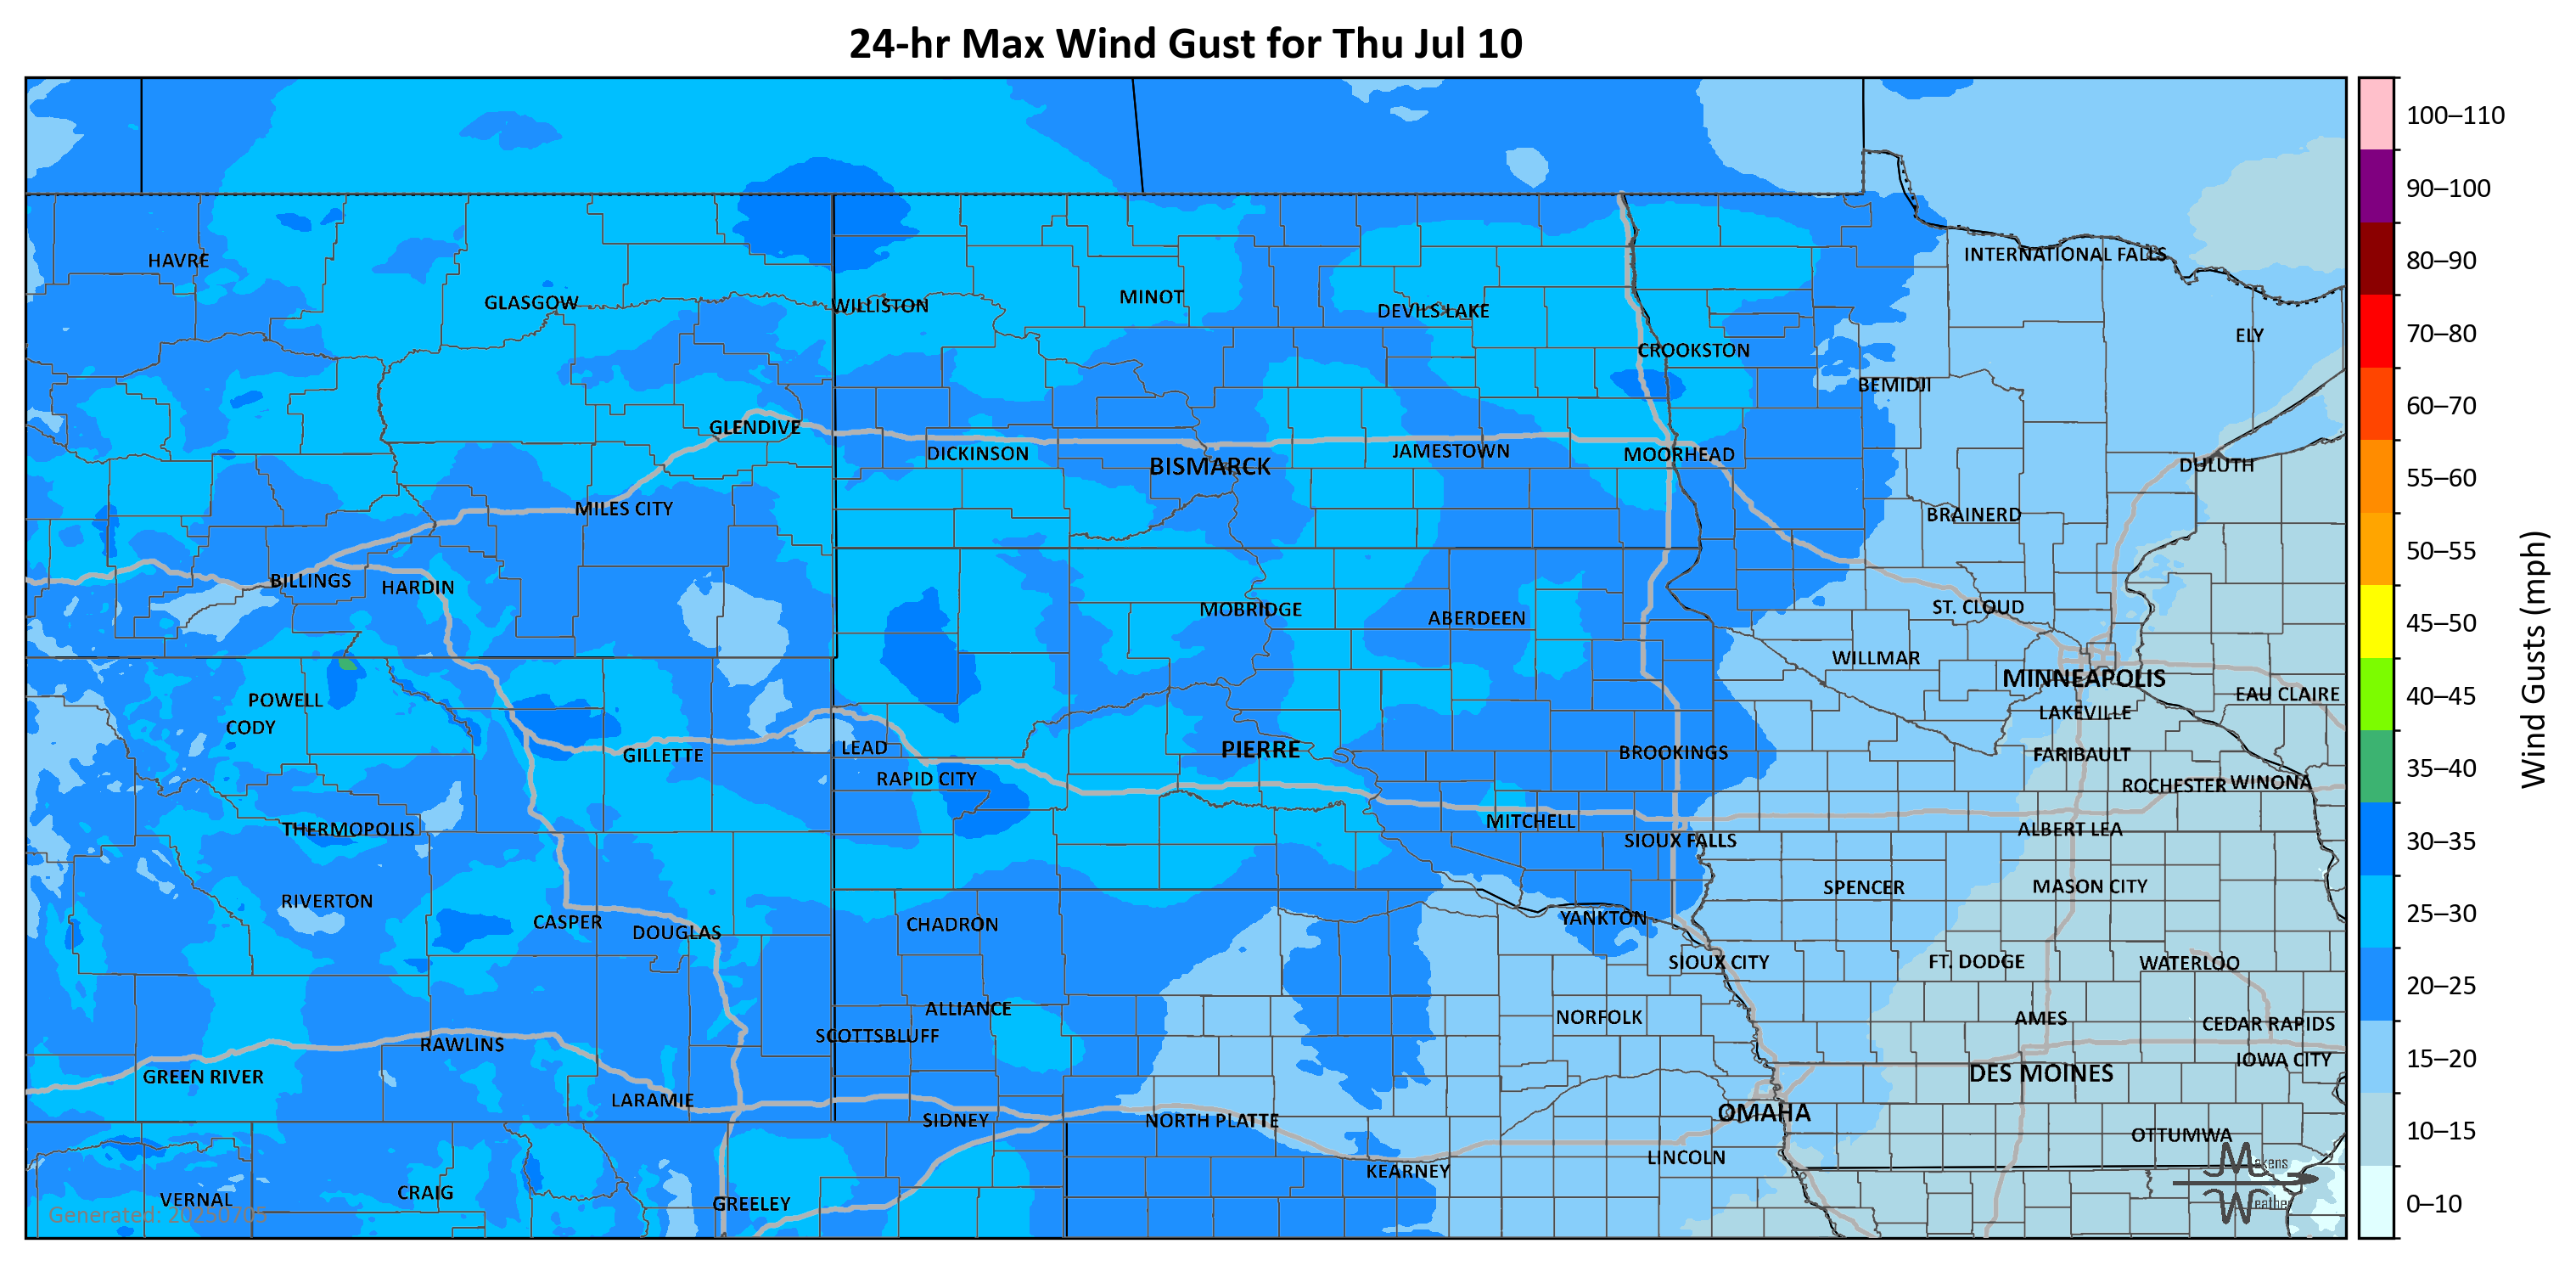 24-hr Max Wind Gust for Thu Jul 10
100–110
90–100
80–90
70–80
60–70
55–60
50–55
45–50
40–45
35–40
30–35
25–30
20–25
15–20
10–15
0–10
Wind Gusts (mph)
HAVRE
GLASGOW
WILLISTON
MINOT
DEVILS LAKE
INTERNATIONAL FALLS
ELY
CROOKSTON
BEMIDJI
GLENDIVE
DICKINSON
BISMARCK
JAMESTOWN
MOORHEAD
DULUTH
MILES CITY
BRAINERD
BILLINGS
HARDIN
MOBRIDGE
ABERDEEN
ST. CLOUD
WILLMAR
MINNEAPOLIS
EAU CLAIRE
POWELL
CODY
LAKEVILLE
GILLETTE
LEAD
RAPID CITY
PIERRE
BROOKINGS
FARIBAULT
ROCHESTER
WINONA
THERMOPOLIS
MITCHELL
SIOUX FALLS
ALBERT LEA
RIVERTON
CASPER
DOUGLAS
CHADRON
YANKTON
SPENCER
MASON CITY
SIOUX CITY
FT. DODGE
WATERLOO
ALLIANCE
SCOTTSBLUFF
NORFOLK
AMES
CEDAR RAPIDS
RAWLINS
IOWA CITY
GREEN RIVER
DES MOINES
LARAMIE
SIDNEY
NORTH PLATTE
OMAHA
OTTUMWA
KEARNEY
LINCOLN
VERNAL
CRAIG
GREELEY
Generated: 20250705
Makens
Weather